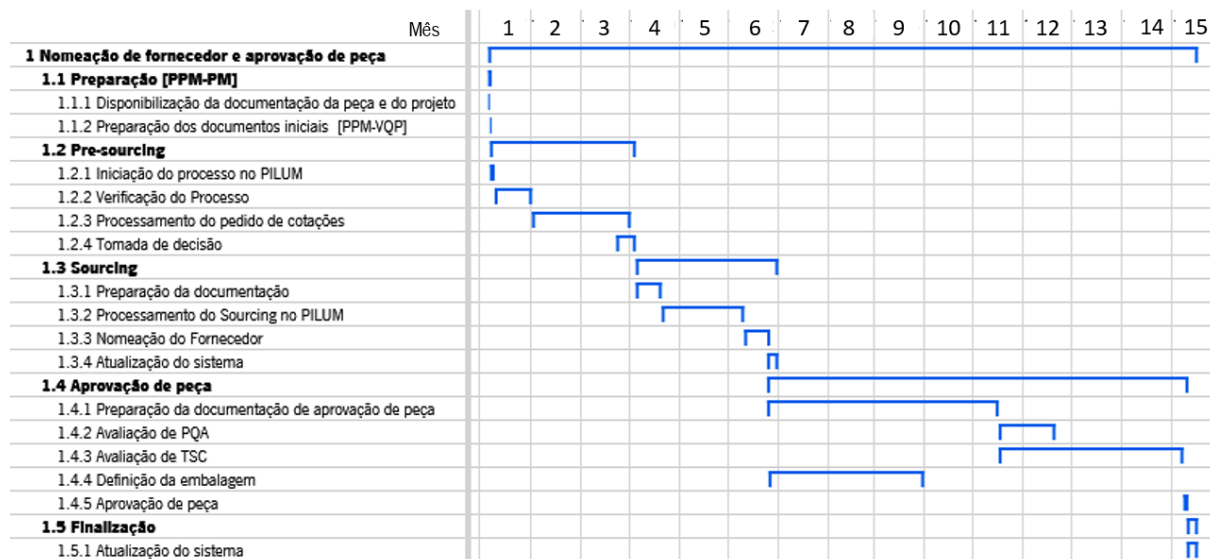 Mês 1 2 3 4 5 6 7 8 9 10 11 12 13 14 15
1 Nomeação de fornecedor e aprovação de peça
1.1 Preparação [PPM-PM]
1.1.1 Disponibilização da documentação da peça e do projeto
1.1.2 Preparação dos documentos iniciais [PPM-VQP]
1.2 Pre-sourcing
1.2.1 Iniciação do processo no PILUM
1.2.2 Verificação do Processo
1.2.3 Processamento do pedido de cotações
1.2.4 Tomada de decisão
1.3 Sourcing
1.3.1 Preparação da documentação
1.3.2 Processamento do Sourcing no PILUM
1.3.3 Nomeação do Fornecedor
1.3.4 Atualização do sistema
1.4 Aprovação de peça
1.4.1 Preparação da documentação de aprovação de peça
1.4.2 Avaliação de PQA
1.4.3 Avaliação de TSC
1.4.4 Definição da embalagem
1.4.5 Aprovação de peça
1.5 Finalização
1.5.1 Atualização do sistema